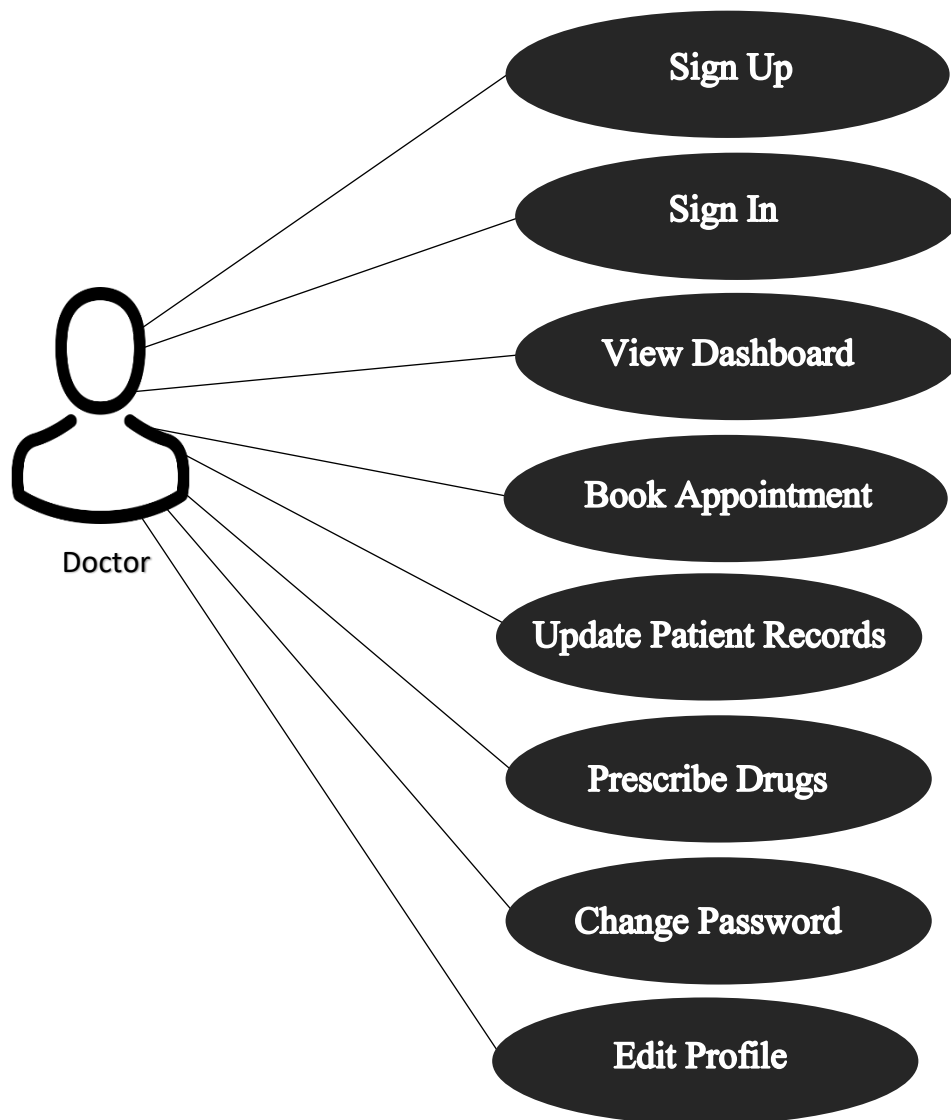 Sign Up
Sign In
View Dashboard
Book Appointment
Doctor
Update Patient Records
Prescribe Drugs
Change Password
Edit Profile